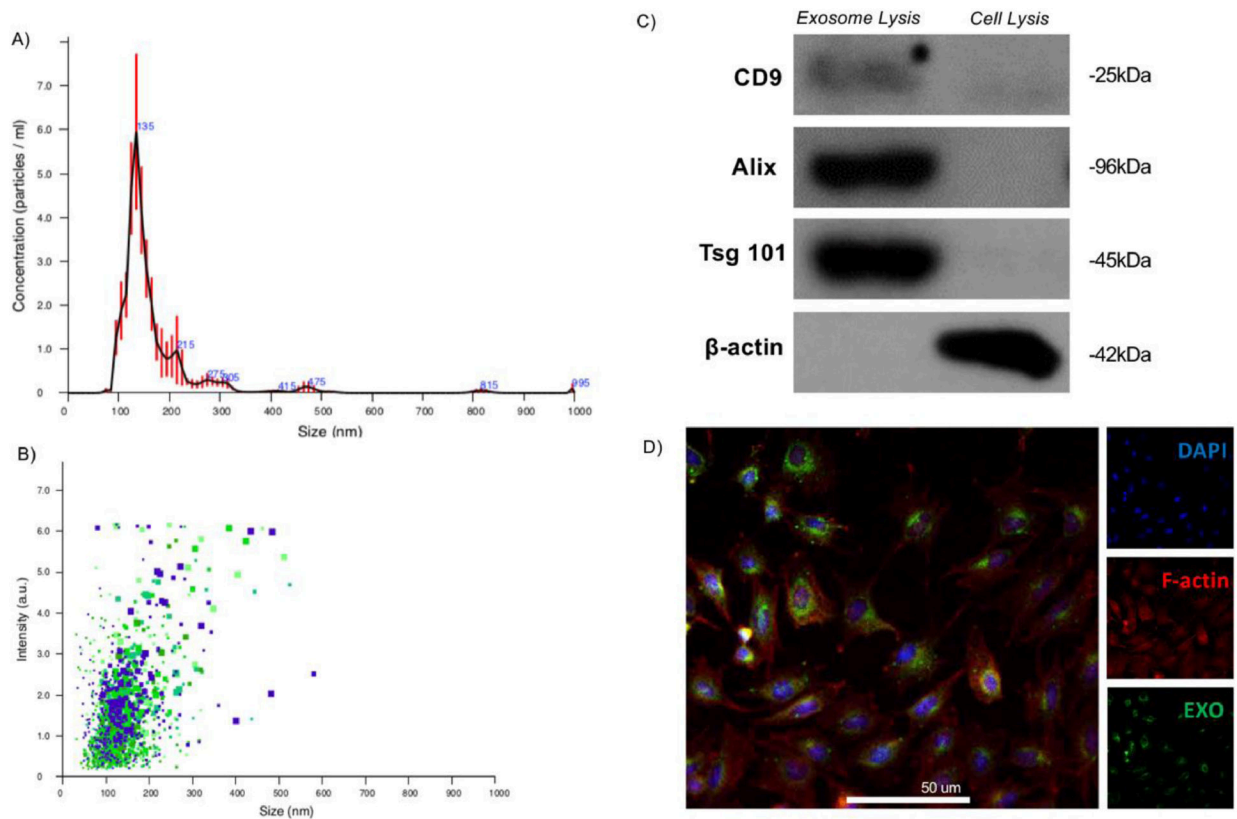 A)
Concentration (particles / ml)
7.0
6.0
5.0
4.0
3.0
2.0
1.0
0
135
215
275
305
415
475
815
995
0 100 200 300 400 500 600 700 800 900 1000
Size (nm)
B)
Intensity (a.u.)
7.0
6.0
5.0
4.0
3.0
2.0
1.0
0
0 100 200 300 400 500 600 700 800 900 1000
Size (nm)
C)
Exosome Lysis Cell Lysis
CD9 -25kDa
Alix -96kDa
Tsg 101 -45kDa
β-actin -42kDa
D)
50 um
DAPI
F-actin
EXO